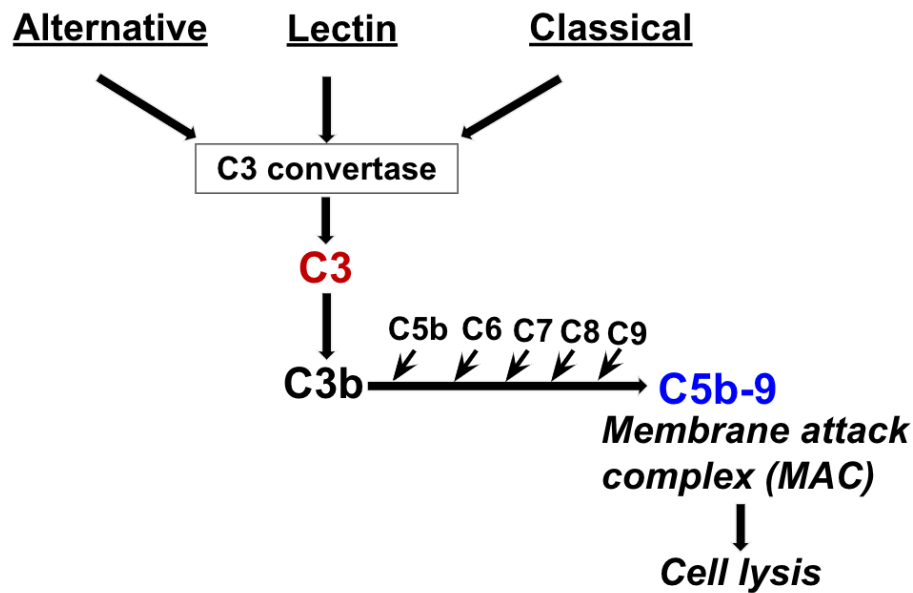 Alternative Lectin Classical
C3 convertase
C3
C5b C6 C7 C8 C9
C3b
C5b-9
Membrane attack
complex (MAC)
Cell lysis